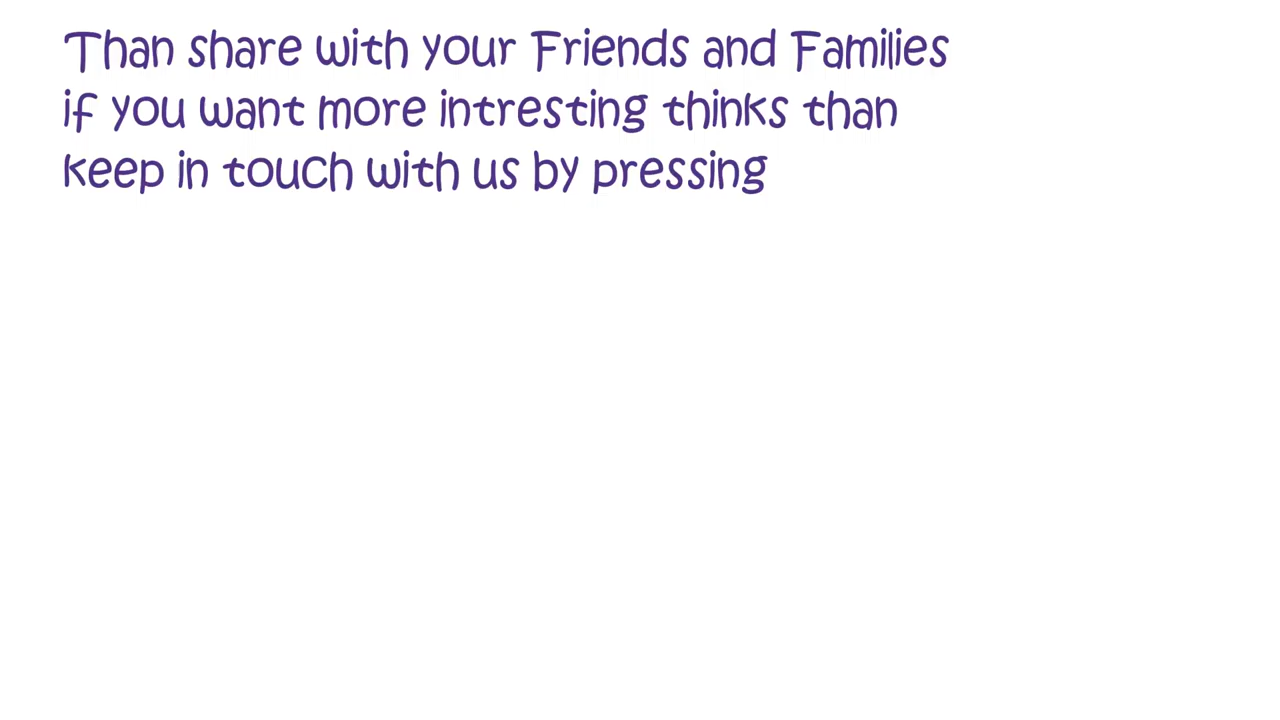 Than share with your Friends and Families
if you want more intresting thinks than
keep in touch with us by pressing